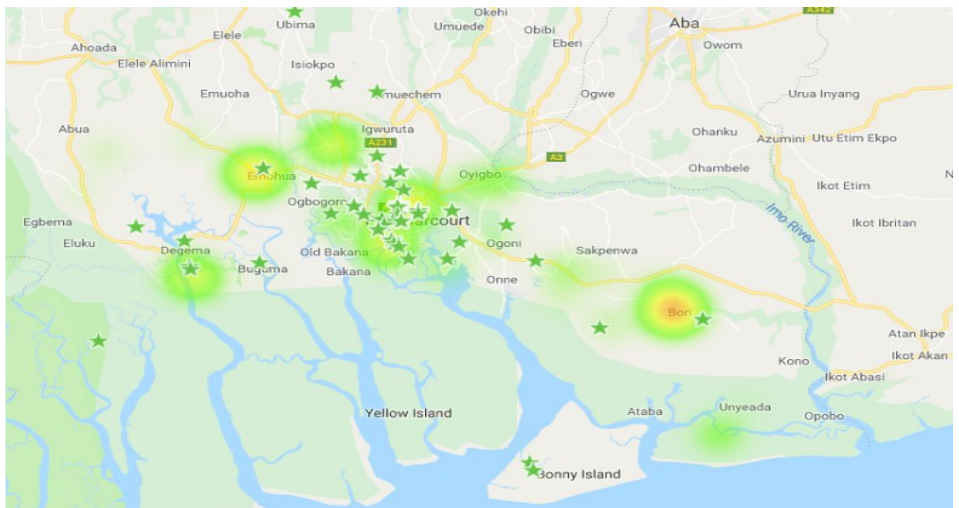 Ubima
Elele
Okehi
Umuede
Obibi
A342
Aba
Ahoada
Elele Alimini
Isiokpo
Eberi
Owom
Emuoha
muechem
Ogwe
Urua Inyang
Abua
Igwuruta
A231
Ohanku
Azumini
Utu Etim Ekpo
A3
Emohua
Oyigbo
Ohambele
Ikot Etim
N
Egbema
Ogbogoro
arcourt
Imo River
Ikot Ibritan
Eluku
Degema
Old Bakana
Ogoni
Sakpenwa
Buguma
Bakana
Onne
Bori
Atan Ikpe
Kono
Ikot Akan
Ikot Abasi
Yellow Island
Ataba
Unyeada
Opobo
Bonny Island